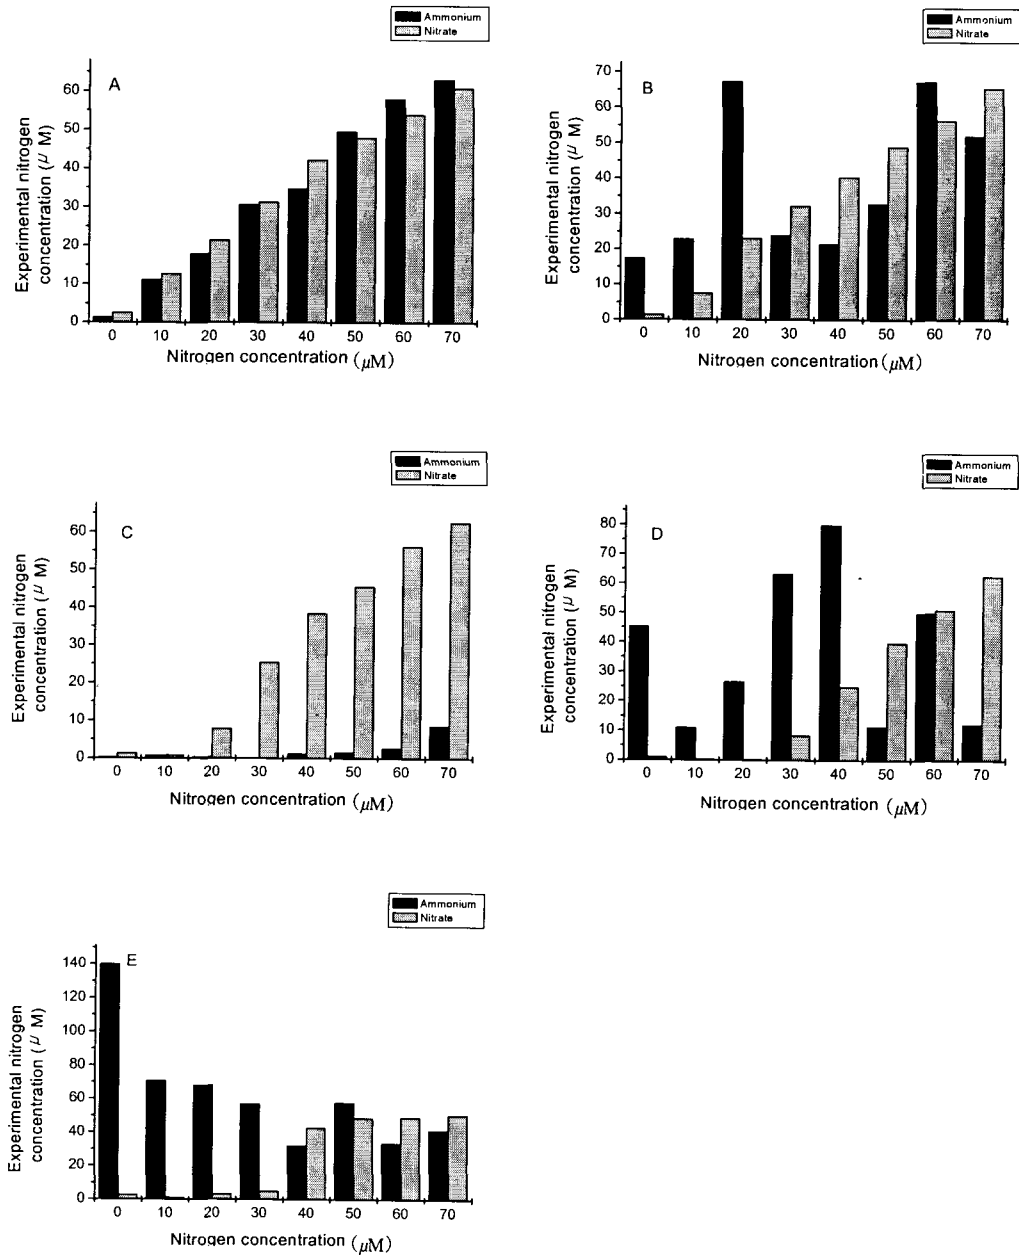 Ammonium
Nitrate
A
Experimental nitrogen
concentration (μ M)
60
50
40
30
20
10
0
0 10 20 30 40 50 60 70
Nitrogen concentration (μM)
Ammonium
Nitrate
B
Experimental nitrogen
concentration (μ M)
70
60
50
40
30
20
10
0
0 10 20 30 40 50 60 70
Nitrogen concentration (μM)
Ammonium
Nitrate
C
Experimental nitrogen
concentration (μ M)
60
50
40
30
20
10
0
0 10 20 30 40 50 60 70
Nitrogen concentration (μM)
Ammonium
Nitrate
D
Experimental nitrogen
concentration (μ M)
80
70
60
50
40
30
20
10
0
0 10 20 30 40 50 60 70
Nitrogen concentration (μM)
Ammonium
Nitrate
E
Experimental nitrogen
concentration (μ M)
140
120
100
80
60
40
20
0
0 10 20 30 40 50 60 70
Nitrogen concentration (μM)